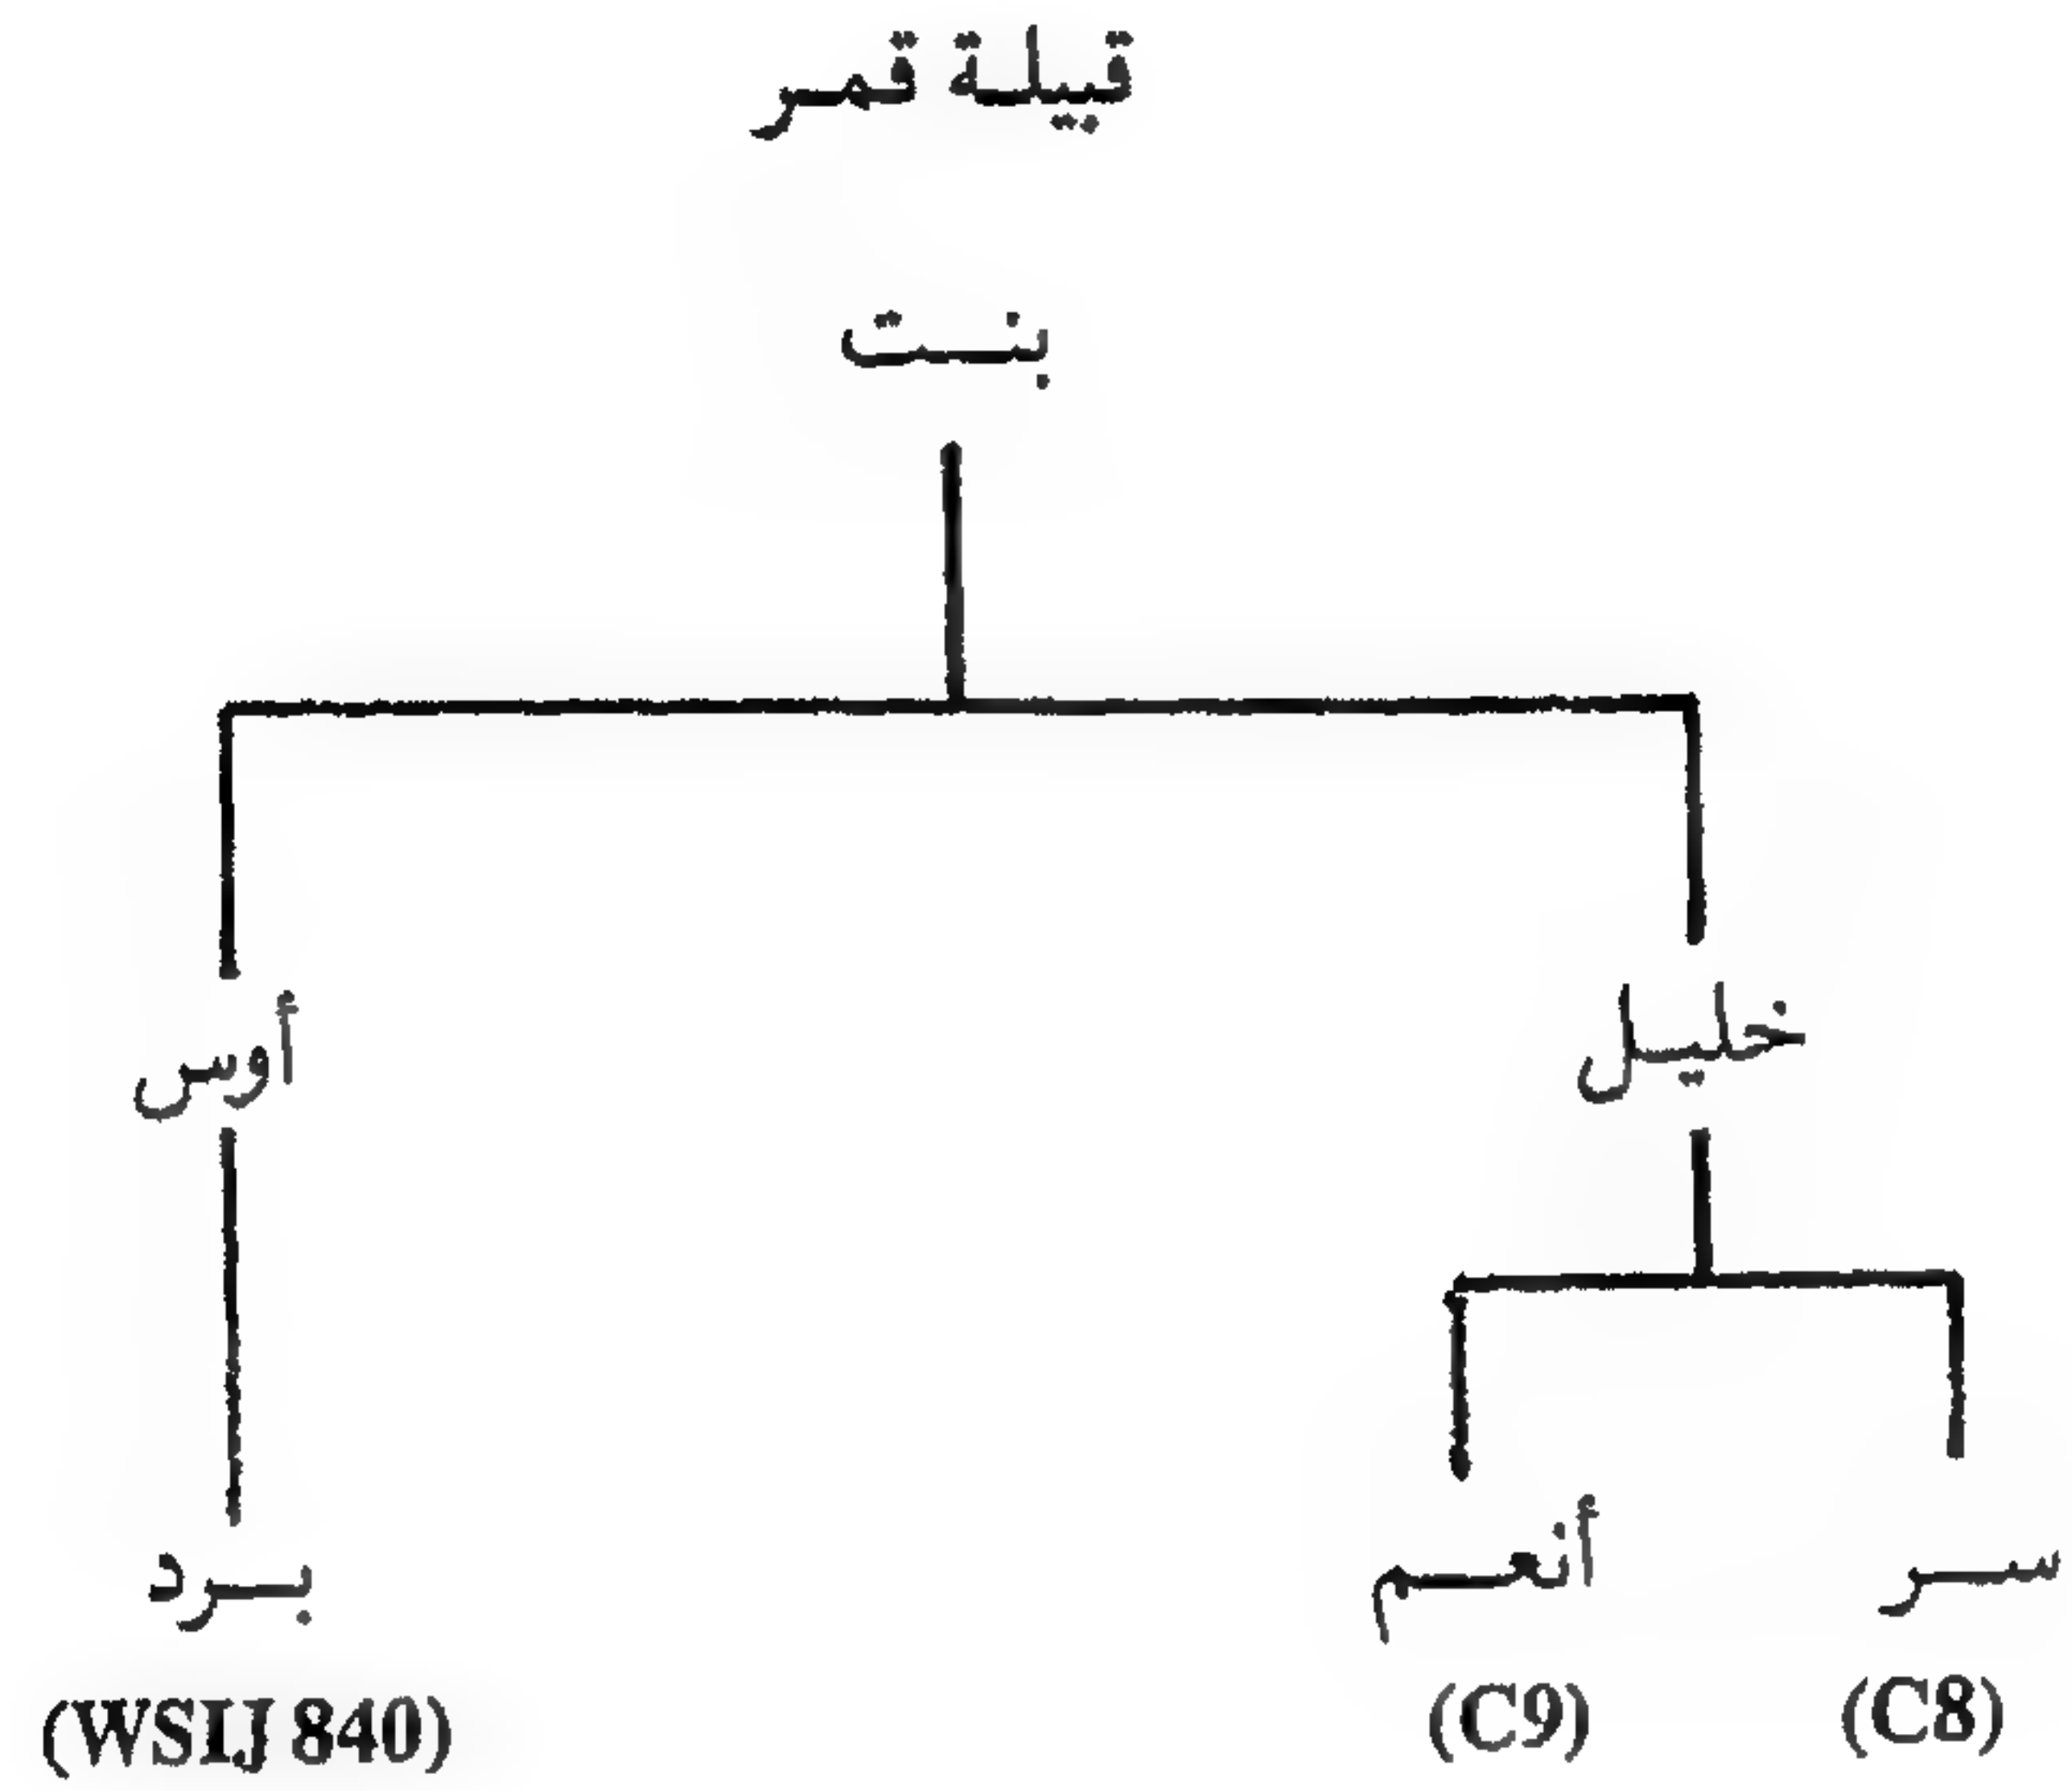 قبيلة قمر
بنت
خليل
أوس
سر
أنعم
برد
(C8)
(C9)
(WSIJ 840)